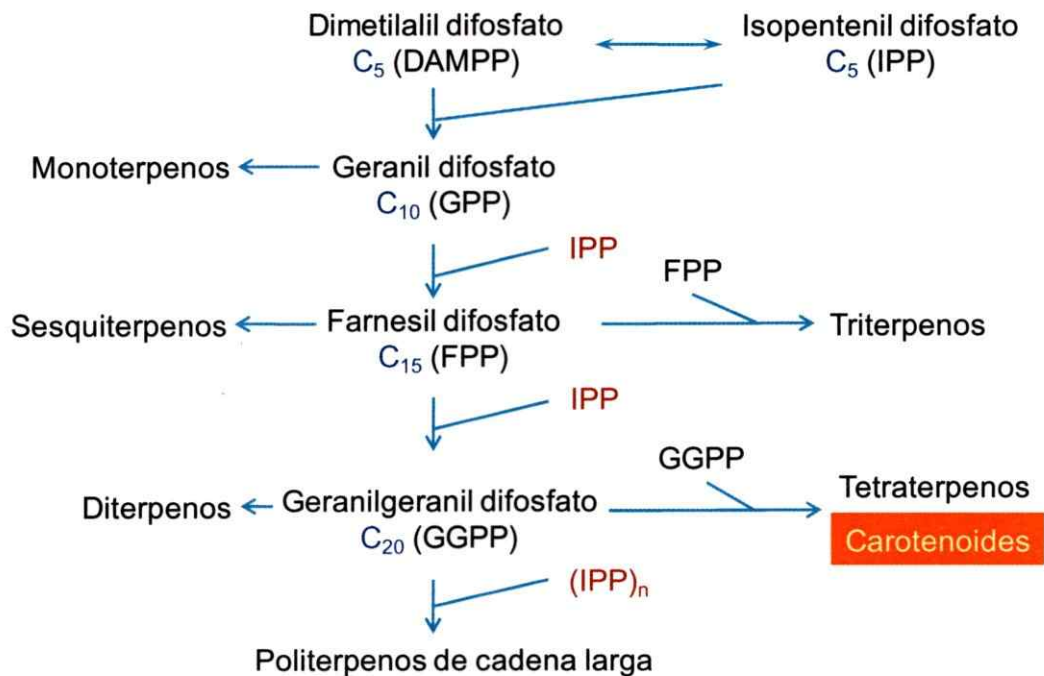 Dimetilalil difosfato
C₅ (DAMPP)
Isopentenil difosfato
C₅ (IPP)
Monoterpenos
Geranil difosfato
C₁₀ (GPP)
IPP
FPP
Sesquiterpenos
Farnesil difosfato
C₁₅ (FPP)
Triterpenos
IPP
GGPP
Diterpenos
Geranilgeranil difosfato
C₂₀ (GGPP)
Tetraterpenos
Carotenoides
(IPP)ₙ
Politerpenos de cadena larga